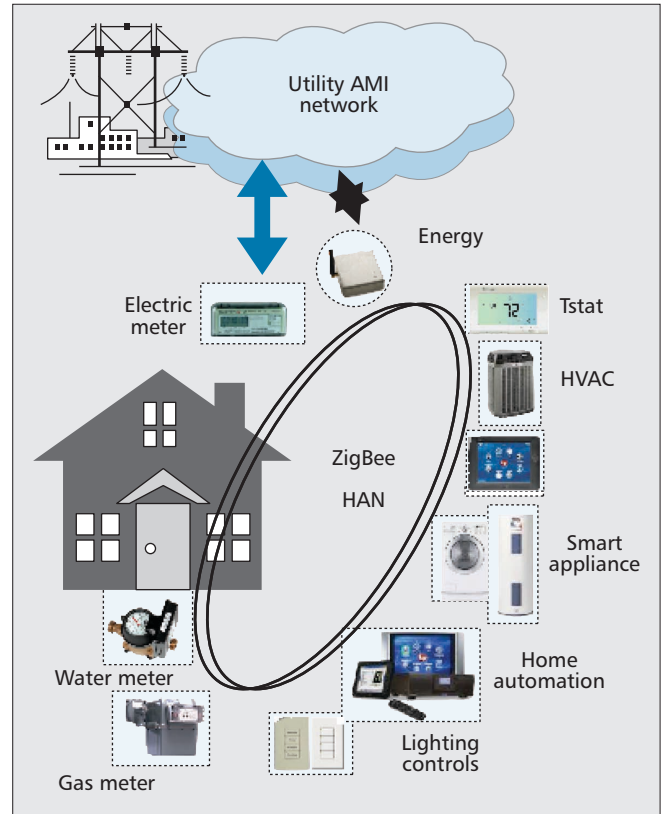 Utility AMI
network
Energy
Electric
meter
Tstat
72
HVAC
ZigBee
HAN
Smart
appliance
Water meter
Home
automation
Gas meter
Lighting
controls